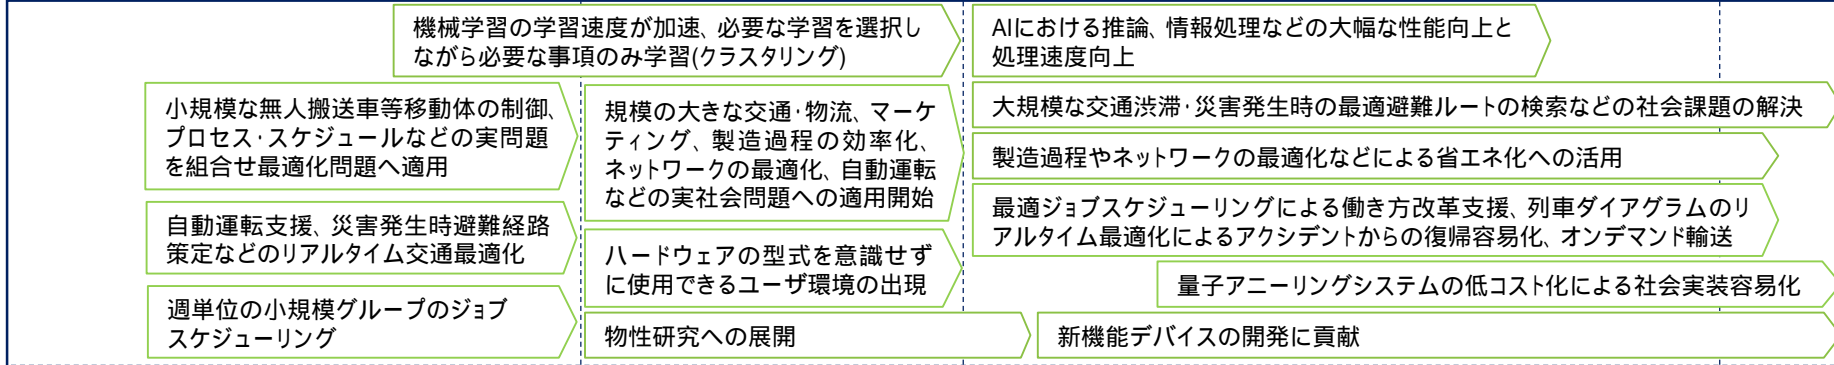 機械学習の学習速度が加速、必要な学習を選択し
ながら必要な事項のみ学習(クラスタリング)
AIにおける推論、情報処理などの大幅な性能向上と
処理速度向上
小規模な無人搬送車等移動体の制御、
プロセス・スケジュールなどの実問題
を組合せ最適化問題へ適用
自動運転支援、災害発生時避難経路
策定などのリアルタイム交通最適化
週単位の小規模グループのジョブ
スケジューリング
規模の大きな交通・物流、マーケ
ティング、製造過程の効率化、
ネットワークの最適化、自動運転
などの実社会問題への適用開始
ハードウェアの型式を意識せず
に使用できるユーザ環境の出現
物性研究への展開
大規模な交通渋滞・災害発生時の最適避難ルートの検索などの社会課題の解決
製造過程やネットワークの最適化などによる省エネ化への活用
最適ジョブスケジューリングによる働き方改革支援、列車ダイアグラムのリ
アルタイム最適化によるアクシデントからの復帰容易化、オンデマンド輸送
量子アニーリングシステムの低コスト化による社会実装容易化
新機能デバイスの開発に貢献